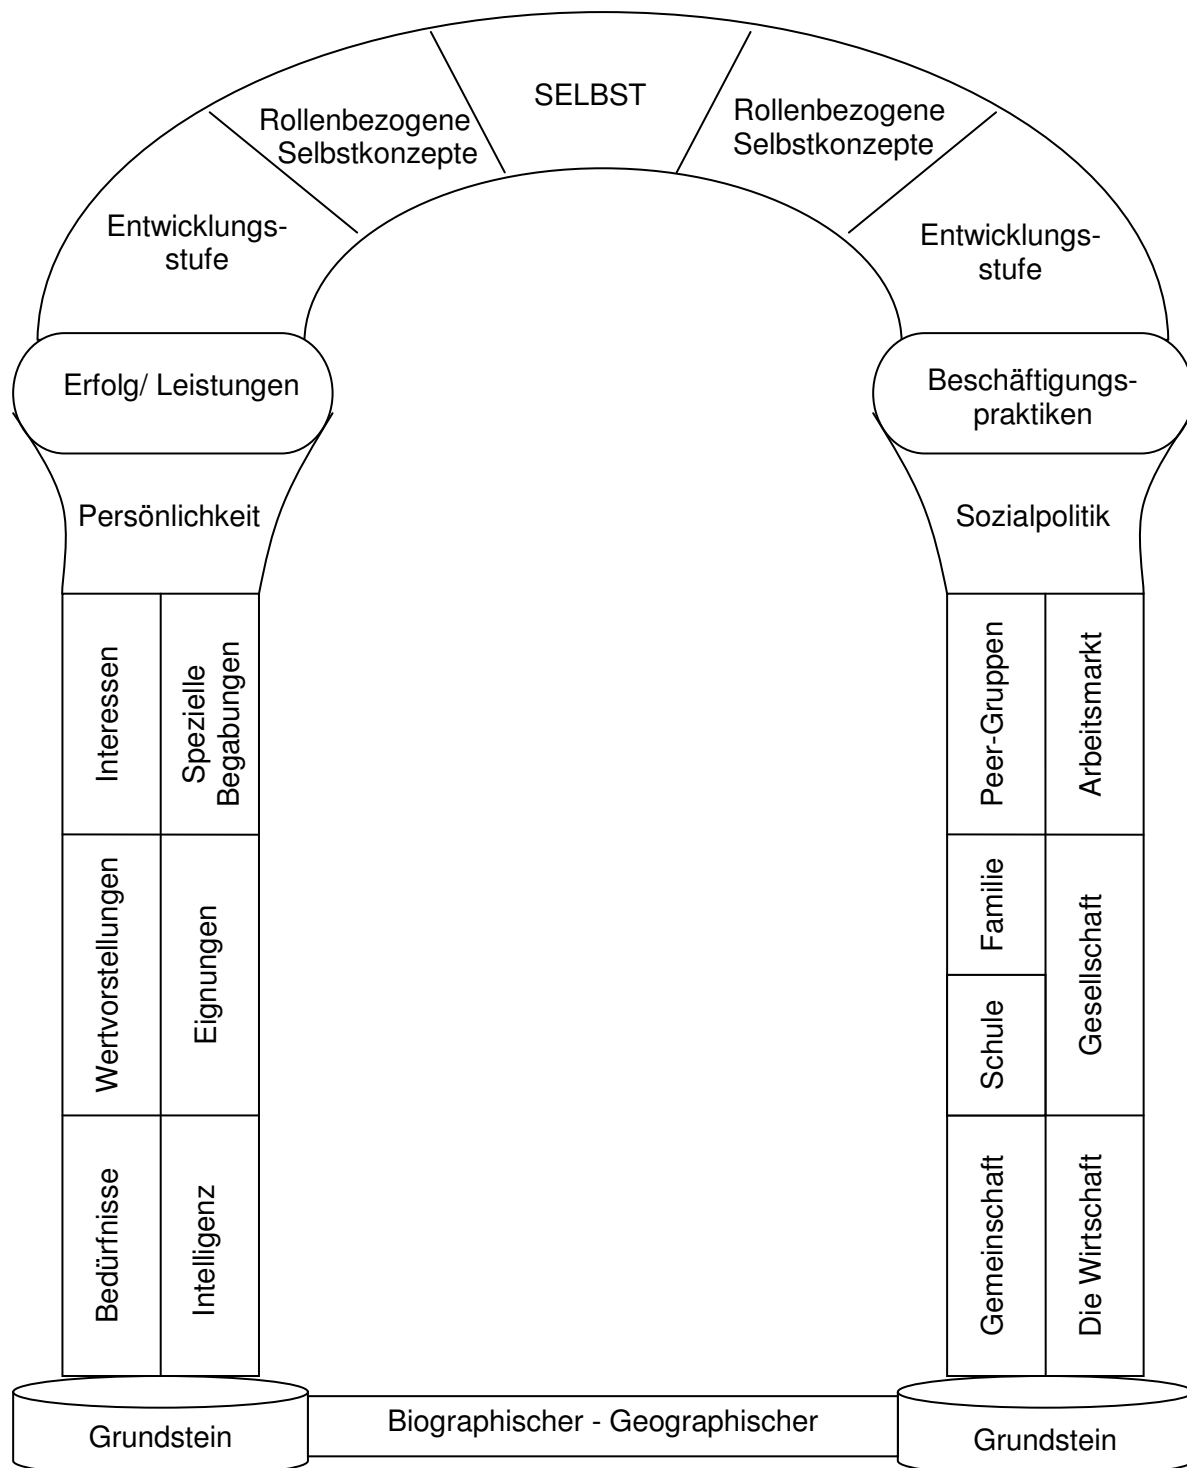 SELBST
Rollenbezogene
Selbstkonzepte
Rollenbezogene
Selbstkonzepte
Entwicklungs-
stufe
Entwicklungs-
stufe
Erfolg/ Leistungen
Beschäftigungs-
praktiken
Persönlichkeit
Sozialpolitik
Interessen
Spezielle
Begabungen
Peer-Gruppen
Arbeitsmarkt
Wertvorstellungen
Eignungen
Familie
Schule
Gesellschaft
Bedürfnisse
Intelligenz
Gemeinschaft
Die Wirtschaft
Grundstein
Biographischer - Geographischer
Grundstein